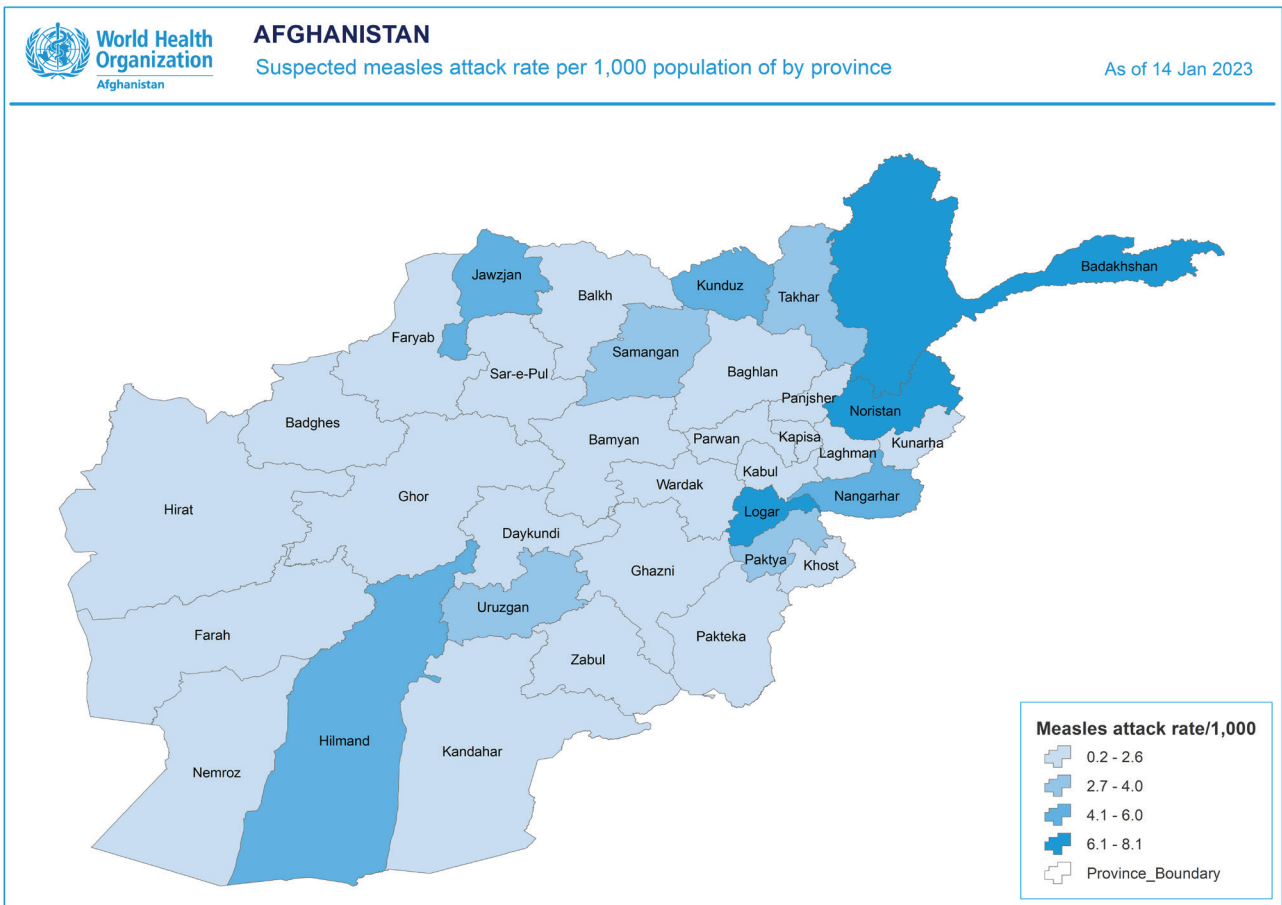 World Health
Organization
Afghanistan
AFGHANISTAN
Suspected measles attack rate per 1,000 population of by province
As of 14 Jan 2023
Badakhshan
Jawzjan
Kunduz
Takhar
Balkh
Faryab
Samangan
Sar-e-Pul
Baghlan
Panjsher
Noristan
Badghes
Bamyan
Parwan
Kapisa
Kunarha
Laghman
Kabul
Wardak
Ghor
Nangarhar
Hirat
Logar
Daykundi
Paktya
Khost
Ghazni
Uruzgan
Farah
Pakteka
Zabul
Hilmand
Kandahar
Nemroz
Measles attack rate/1,000
0.2 - 2.6
2.7 - 4.0
4.1 - 6.0
6.1 - 8.1
Province_Boundary